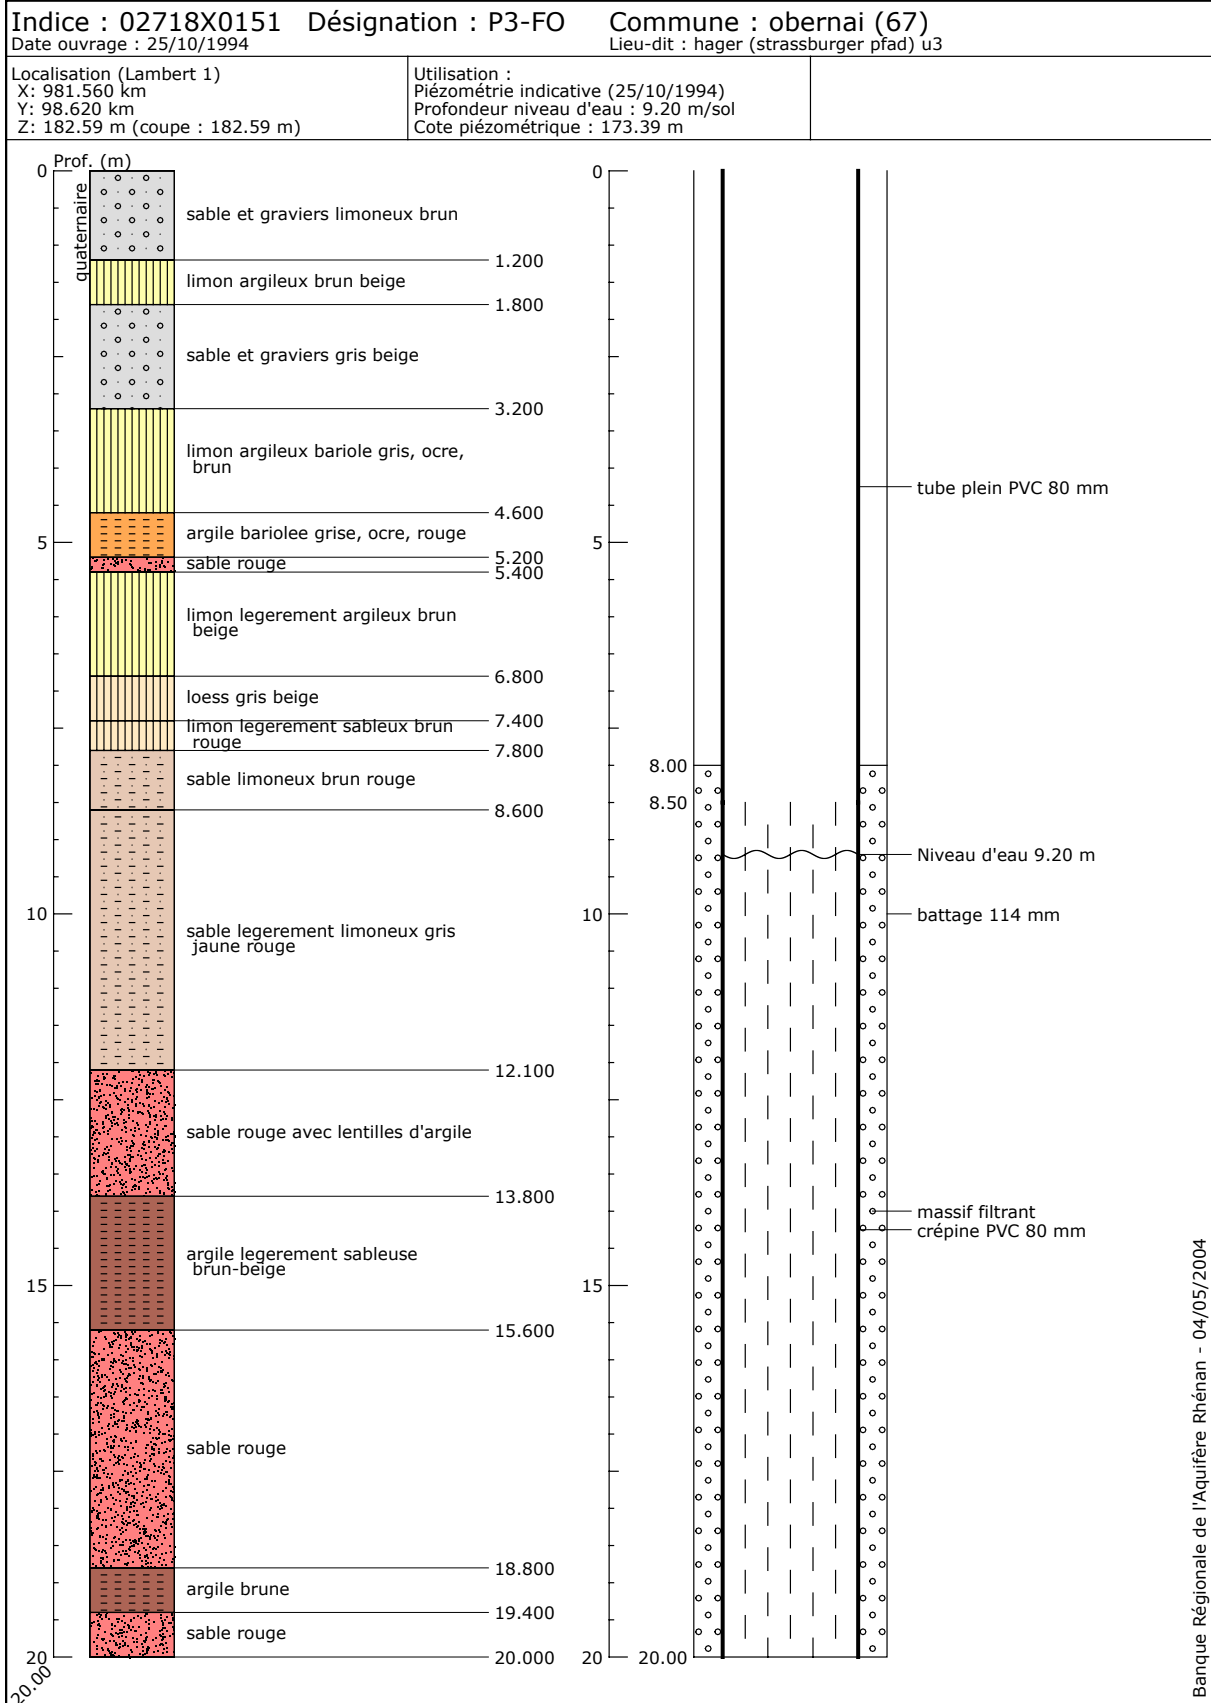 Indice : 02718X0151 Désignation : P3-FO Commune : obernai (67)
Date ouvrage : 25/10/1994 Lieu-dit : hager (strassburger pfad) u3
Localisation (Lambert 1)
X: 981.560 km
Y: 98.620 km
Z: 182.59 m (coupe : 182.59 m)
Utilisation :
Piézométrie indicative (25/10/1994)
Profondeur niveau d'eau : 9.20 m/sol
Cote piézométrique : 173.39 m
Prof. (m)
0
quaternaire
sable et graviers limoneux brun
1.200
limon argileux brun beige
1.800
sable et graviers gris beige
3.200
limon argileux bariole gris, ocre,
brun
4.600
argile bariolee grise, ocre, rouge
5
5.200
sable rouge
5.400
limon legerement argileux brun
beige
6.800
loess gris beige
7.400
limon legerement sableux brun
rouge
7.800
sable limoneux brun rouge
8.600
10
sable legerement limoneux gris
jaune rouge
12.100
sable rouge avec lentilles d'argile
13.800
argile legerement sableuse
brun-beige
15
15.600
sable rouge
18.800
argile brune
19.400
sable rouge
20
20.000
20.00
0
tube plein PVC 80 mm
5
8.00
8.50
Niveau d'eau 9.20 m
10
battage 114 mm
massif filtrant
crépine PVC 80 mm
15
20
20.00
Banque Régionale de l'Aquifère Rhénan - 04/05/2004